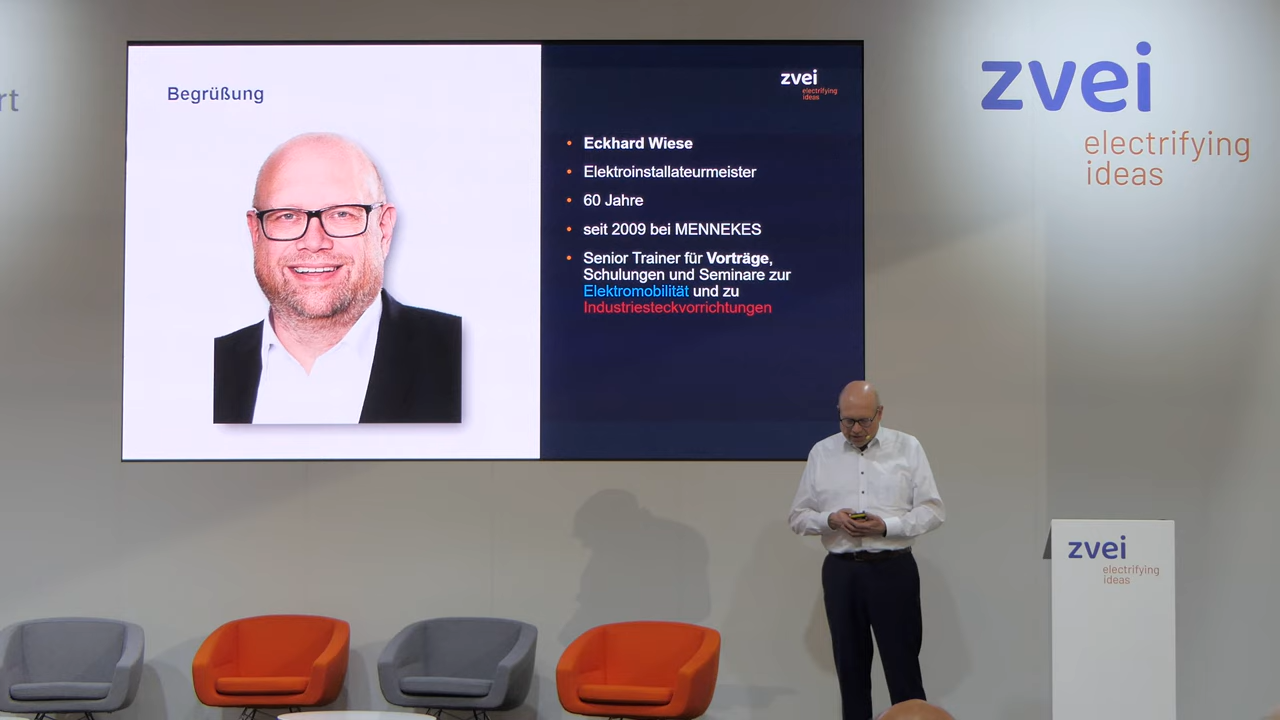 rt
Begrüßung
zvei
electrifying
ideas
Eckhard Wiese
Elektroinstallateurmeister
60 Jahre
seit 2009 bei MENNEKES
Senior Trainer für Vorträge,
Schulungen und Seminare zur
Elektromobilität und zu
Industriesteckvorrichtungen
zvei
electrifying
ideas
zvei
electrifying
ideas